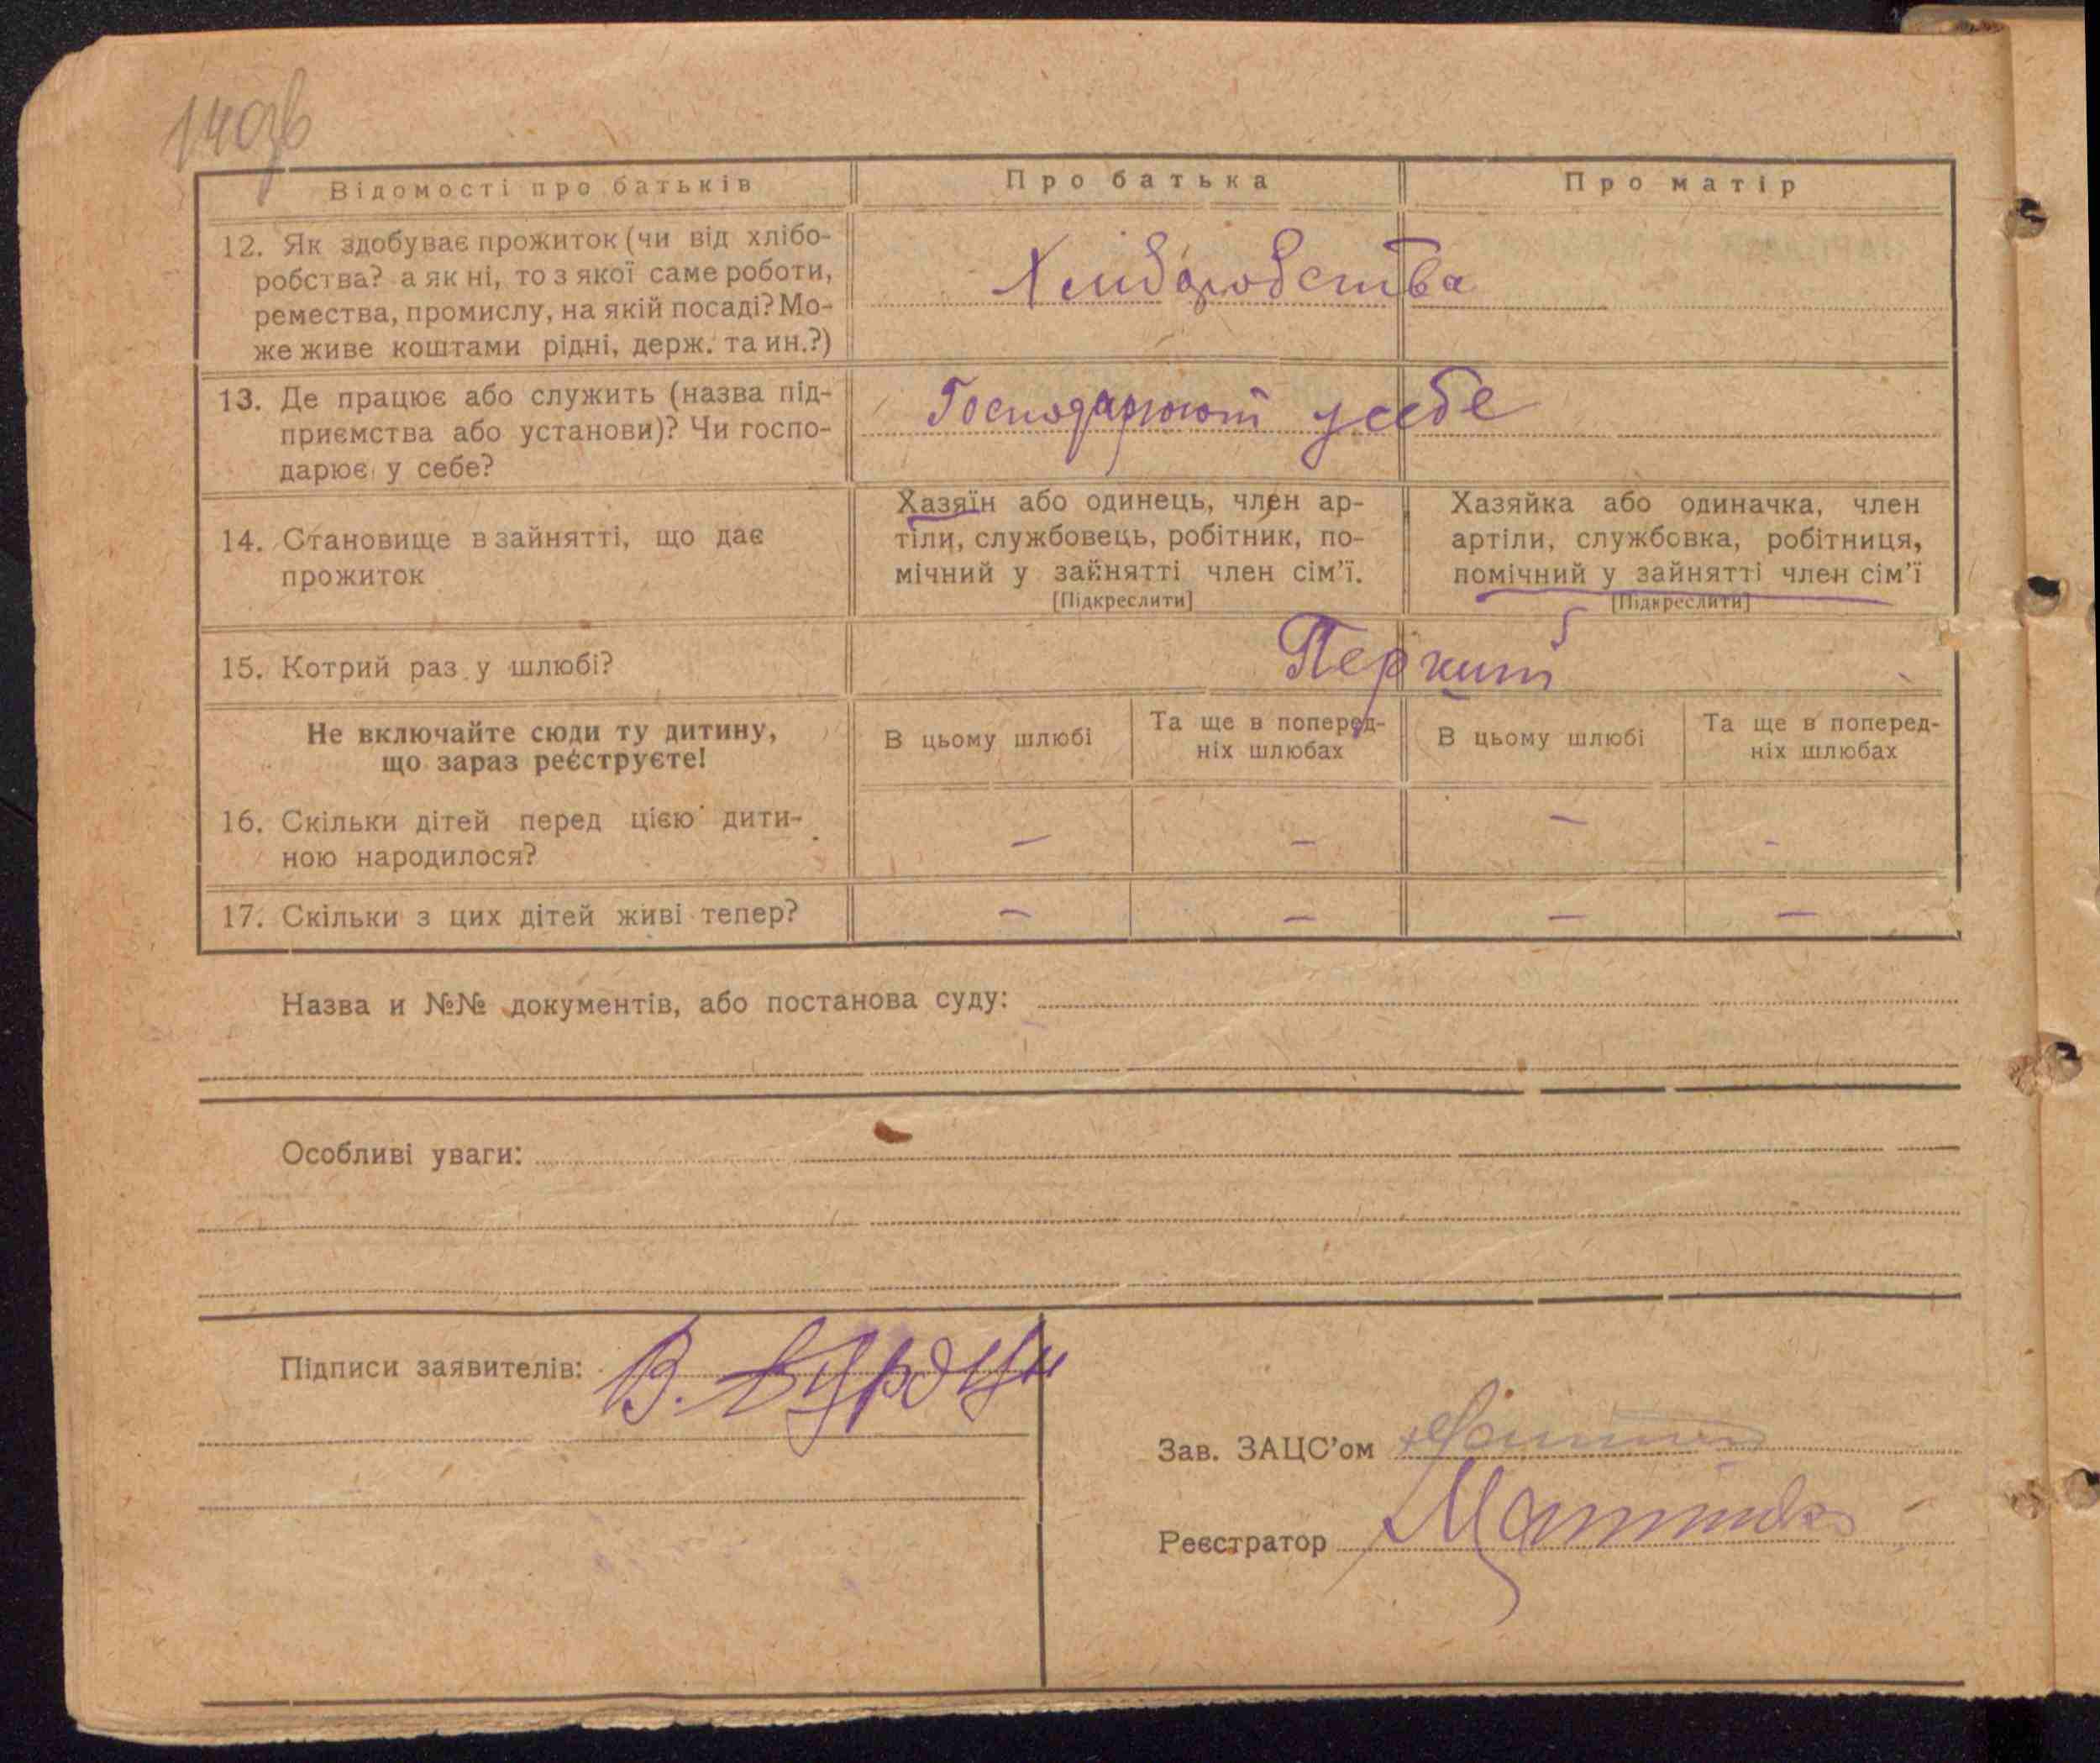 140зв
Відомості про батьків
Про батька
Про матір
12. Як здобуває прожиток (чи від хлібо-
робства? а як ні, то з якої саме роботи,
ремества, промислу, на якій посаді? Мо-
же живе коштами рідні, держ. та ин.?)
Хлиборобства
13. Де працює або служить (назва під-
приємства або установи)? Чи госпо-
дарює у себе?
Господарюют у себе
14. Становище в зайнятті, що дає
прожиток
Хазяїн або одинець, член ар-
тіли, службовець, робітник, по-
мічний у зайнятті член сім'ї.
[Підкреслити]
Хазяйка або одиначка, член
артіли, службовка, робітниця,
помічний у зайнятті член сім'ї
[Підкреслити]
15. Котрий раз у шлюбі?
Не включайте сюди ту дитину,
що зараз реєструєте!
В цьому шлюбі
Та ще в поперед-
ніх шлюбах
В цьому шлюбі
Та ще в поперед-
ніх шлюбах
16. Скільки дітей перед цією дити-
ною народилося?
— — — -
17. Скільки з цих дітей живі тепер?
— — — —
Назва и №№ документів, або постанова суду:
Особливі уваги:
Підписи заявителів: В.
Зав. ЗАЦС'ом
Реєстратор